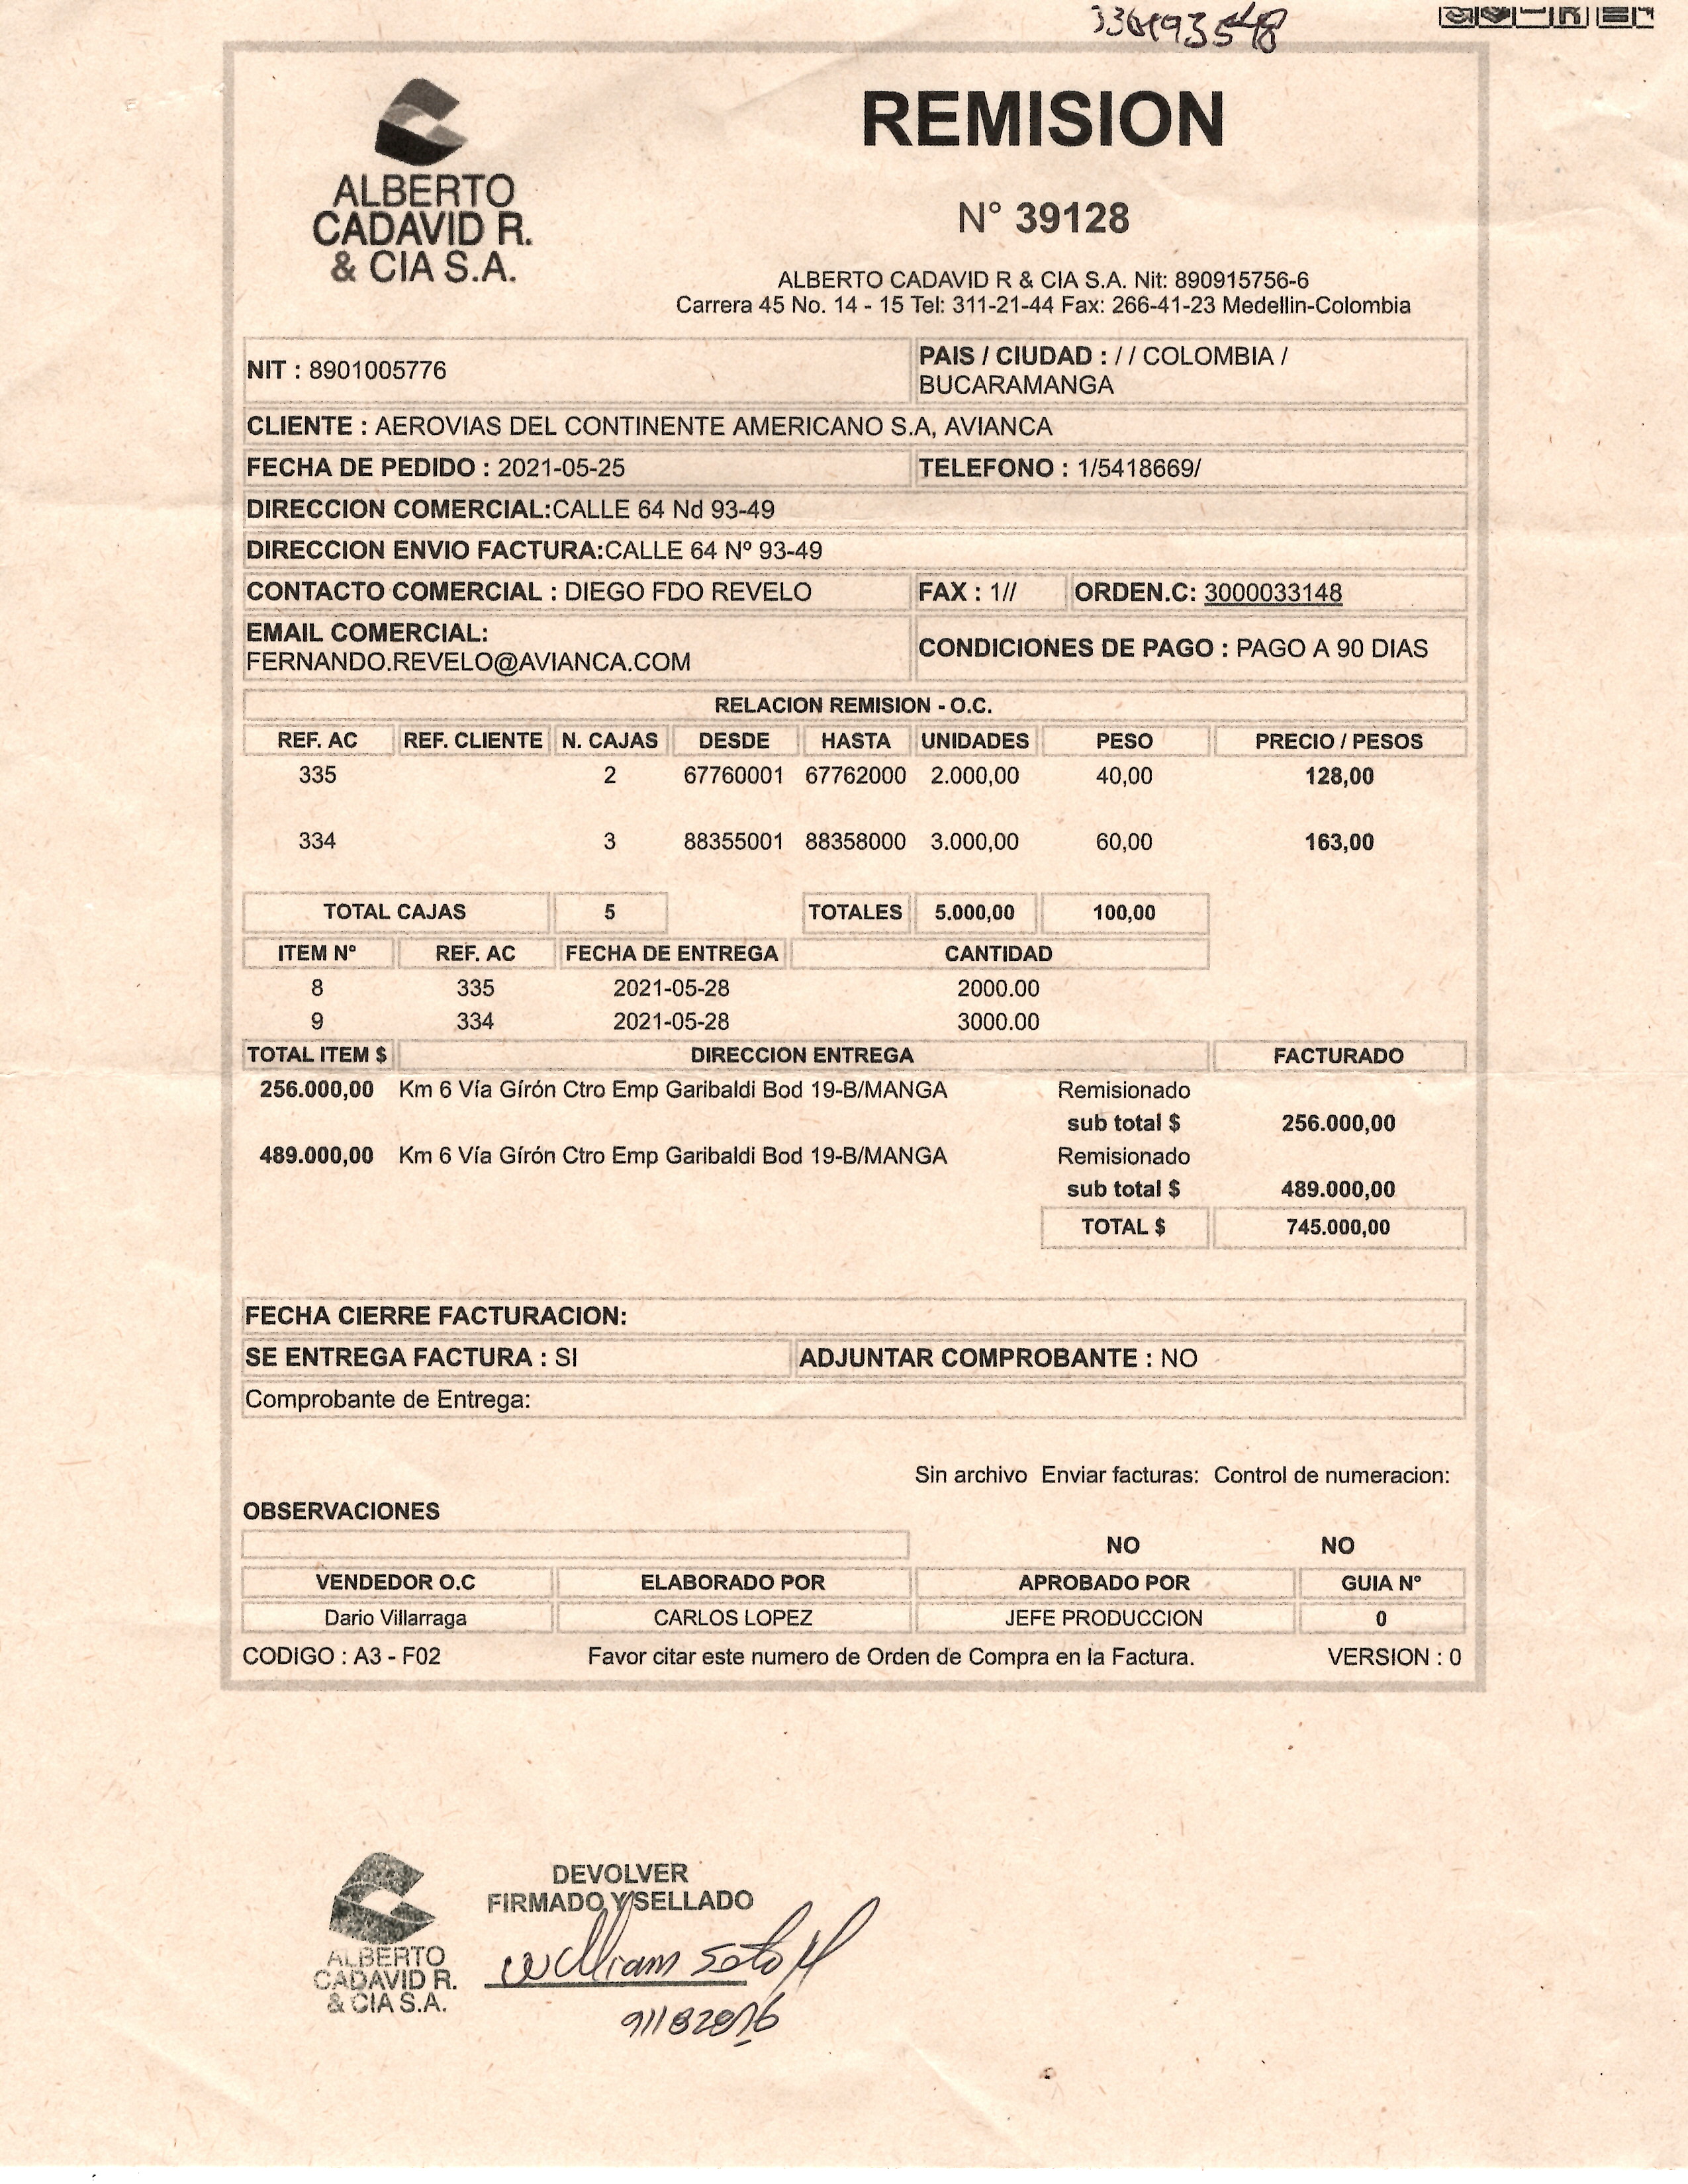 REMISION
ALBERTO
CADAVID R.
& CIA S.A.
N° 39128
ALBERTO CADAVID R & CIA S.A. Nit: 890915756-6
Carrera 45 No. 14 - 15 Tel: 311-21-44 Fax: 266-41-23 Medellin-Colombia
NIT : 8901005776 PAIS / CIUDAD : / / COLOMBIA /
BUCARAMANGA
CLIENTE : AEROVIAS DEL CONTINENTE AMERICANO S.A, AVIANCA
FECHA DE PEDIDO : 2021-05-25 TELEFONO : 1/5418669/
DIRECCION COMERCIAL:CALLE 64 Nd 93-49
DIRECCION ENVIO FACTURA:CALLE 64 Nº 93-49
CONTACTO COMERCIAL : DIEGO FDO REVELO FAX : 1// ORDEN.C: 3000033148
EMAIL COMERCIAL:
FERNANDO.REVELO@AVIANCA.COM CONDICIONES DE PAGO : PAGO A 90 DIAS
RELACION REMISION - O.C.
REF. AC REF. CLIENTE N. CAJAS DESDE HASTA UNIDADES PESO PRECIO / PESOS
335 2 67760001 67762000 2.000,00 40,00 128,00
334 3 88355001 88358000 3.000,00 60,00 163,00
TOTAL CAJAS 5 TOTALES 5.000,00 100,00
ITEM Nº REF. AC FECHA DE ENTREGA CANTIDAD
8 335 2021-05-28 2000.00
9 334 2021-05-28 3000.00
TOTAL ITEM $ DIRECCION ENTREGA FACTURADO
256.000,00 Km 6 Vía Gírón Ctro Emp Garibaldi Bod 19-B/MANGA Remisionado
sub total $ 256.000,00
489.000,00 Km 6 Vía Gírón Ctro Emp Garibaldi Bod 19-B/MANGA Remisionado
sub total $ 489.000,00
TOTAL $ 745.000,00
FECHA CIERRE FACTURACION:
SE ENTREGA FACTURA : SI ADJUNTAR COMPROBANTE : NO
Comprobante de Entrega:
Sin archivo Enviar facturas: Control de numeracion:
OBSERVACIONES
NO NO
VENDEDOR O.C ELABORADO POR APROBADO POR GUIA Nº
Dario Villarraga CARLOS LOPEZ JEFE PRODUCCION 0
CODIGO : A3 - F02 Favor citar este numero de Orden de Compra en la Factura. VERSION : 0
DEVOLVER
FIRMADO Y SELLADO
William Soto M
ALBERTO
CADAVID R.
& CIA S.A.